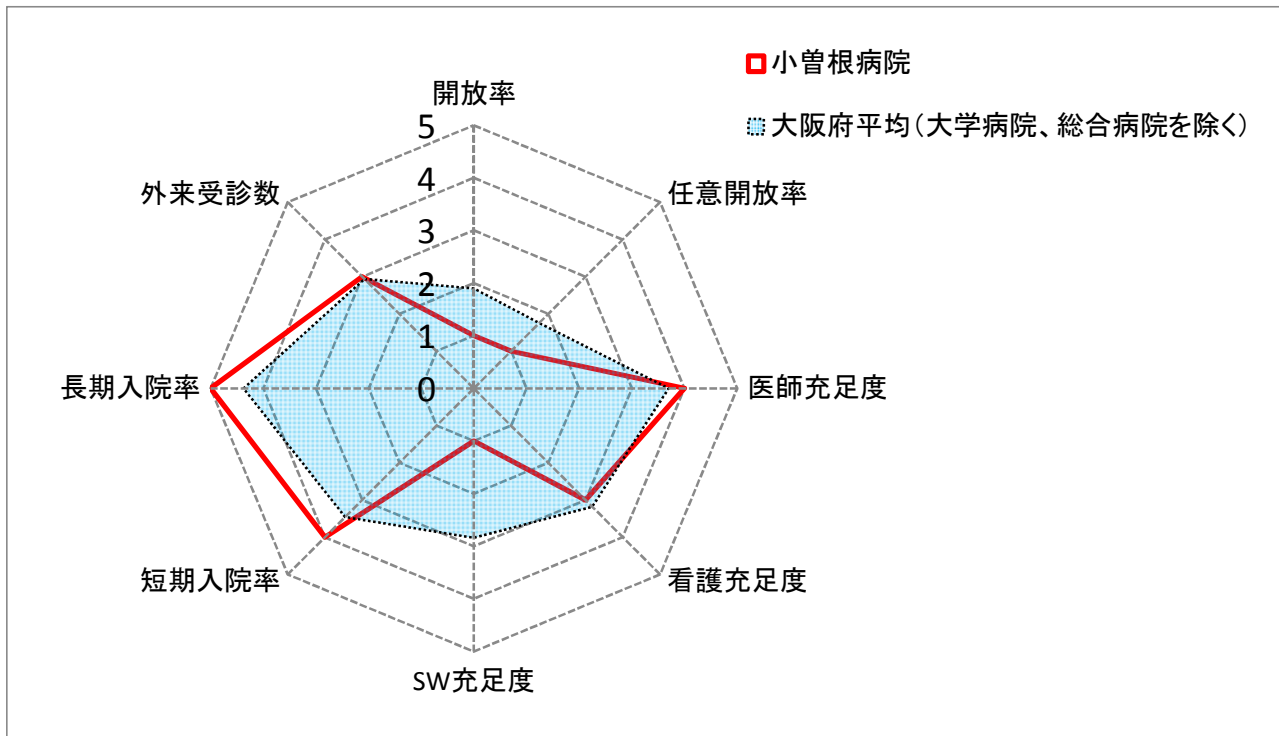 小曽根病院
大阪府平均(大学病院、総合病院を除く)
開放率
任意開放率
医師充足度
看護充足度
SW充足度
短期入院率
長期入院率
外来受診数
5
4
3
2
1
0